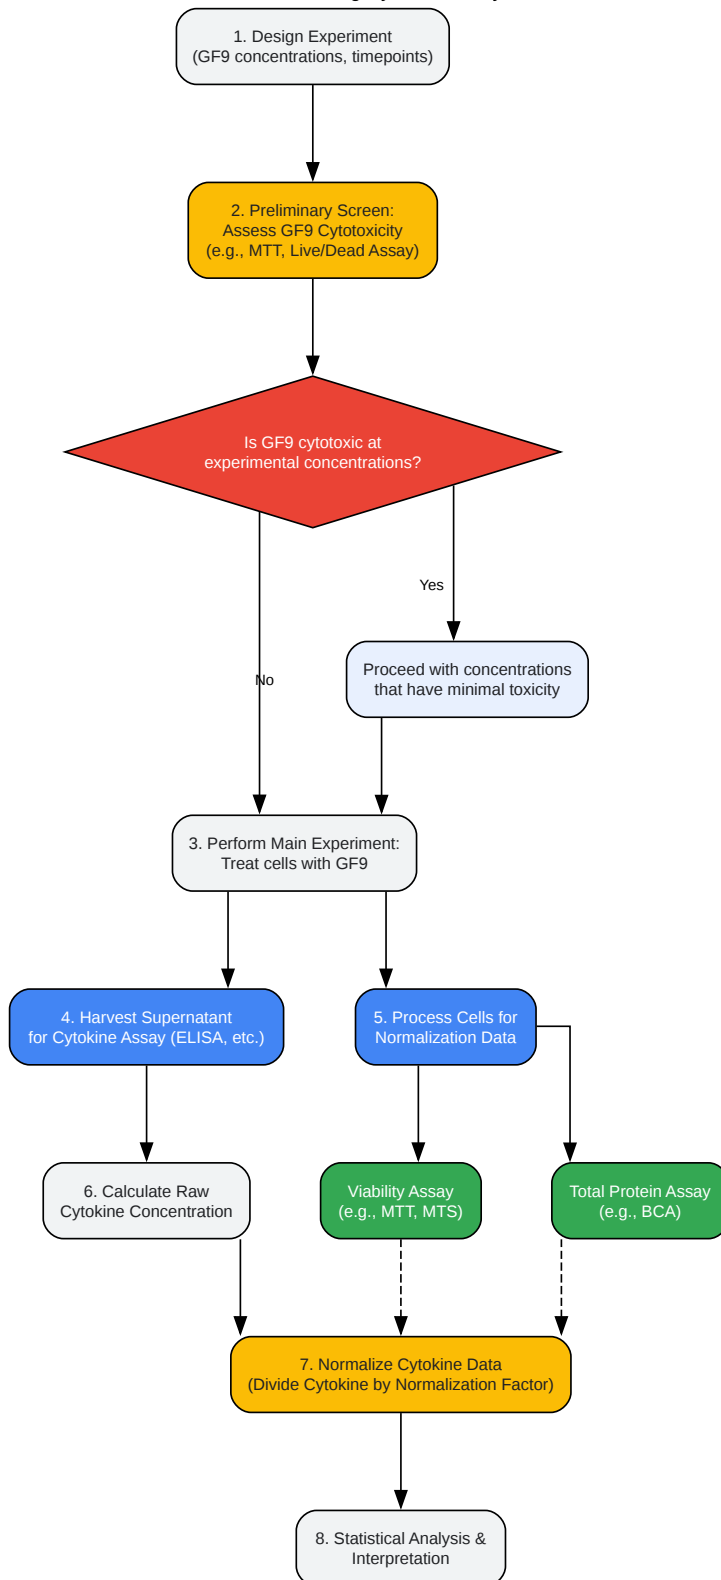 1. Design Experiment
(GF9 concentrations, timepoints)
2. Preliminary Screen:
Assess GF9 Cytotoxicity
(e.g., MTT, Live/Dead Assay)
Is GF9 cytotoxic at
experimental concentrations?
Yes
No
Proceed with concentrations
that have minimal toxicity
3. Perform Main Experiment:
Treat cells with GF9
4. Harvest Supernatant
for Cytokine Assay (ELISA, etc.)
5. Process Cells for
Normalization Data
6. Calculate Raw
Cytokine Concentration
Viability Assay
(e.g., MTT, MTS)
Total Protein Assay
(e.g., BCA)
7. Normalize Cytokine Data
(Divide Cytokine by Normalization Factor)
8. Statistical Analysis &
Interpretation